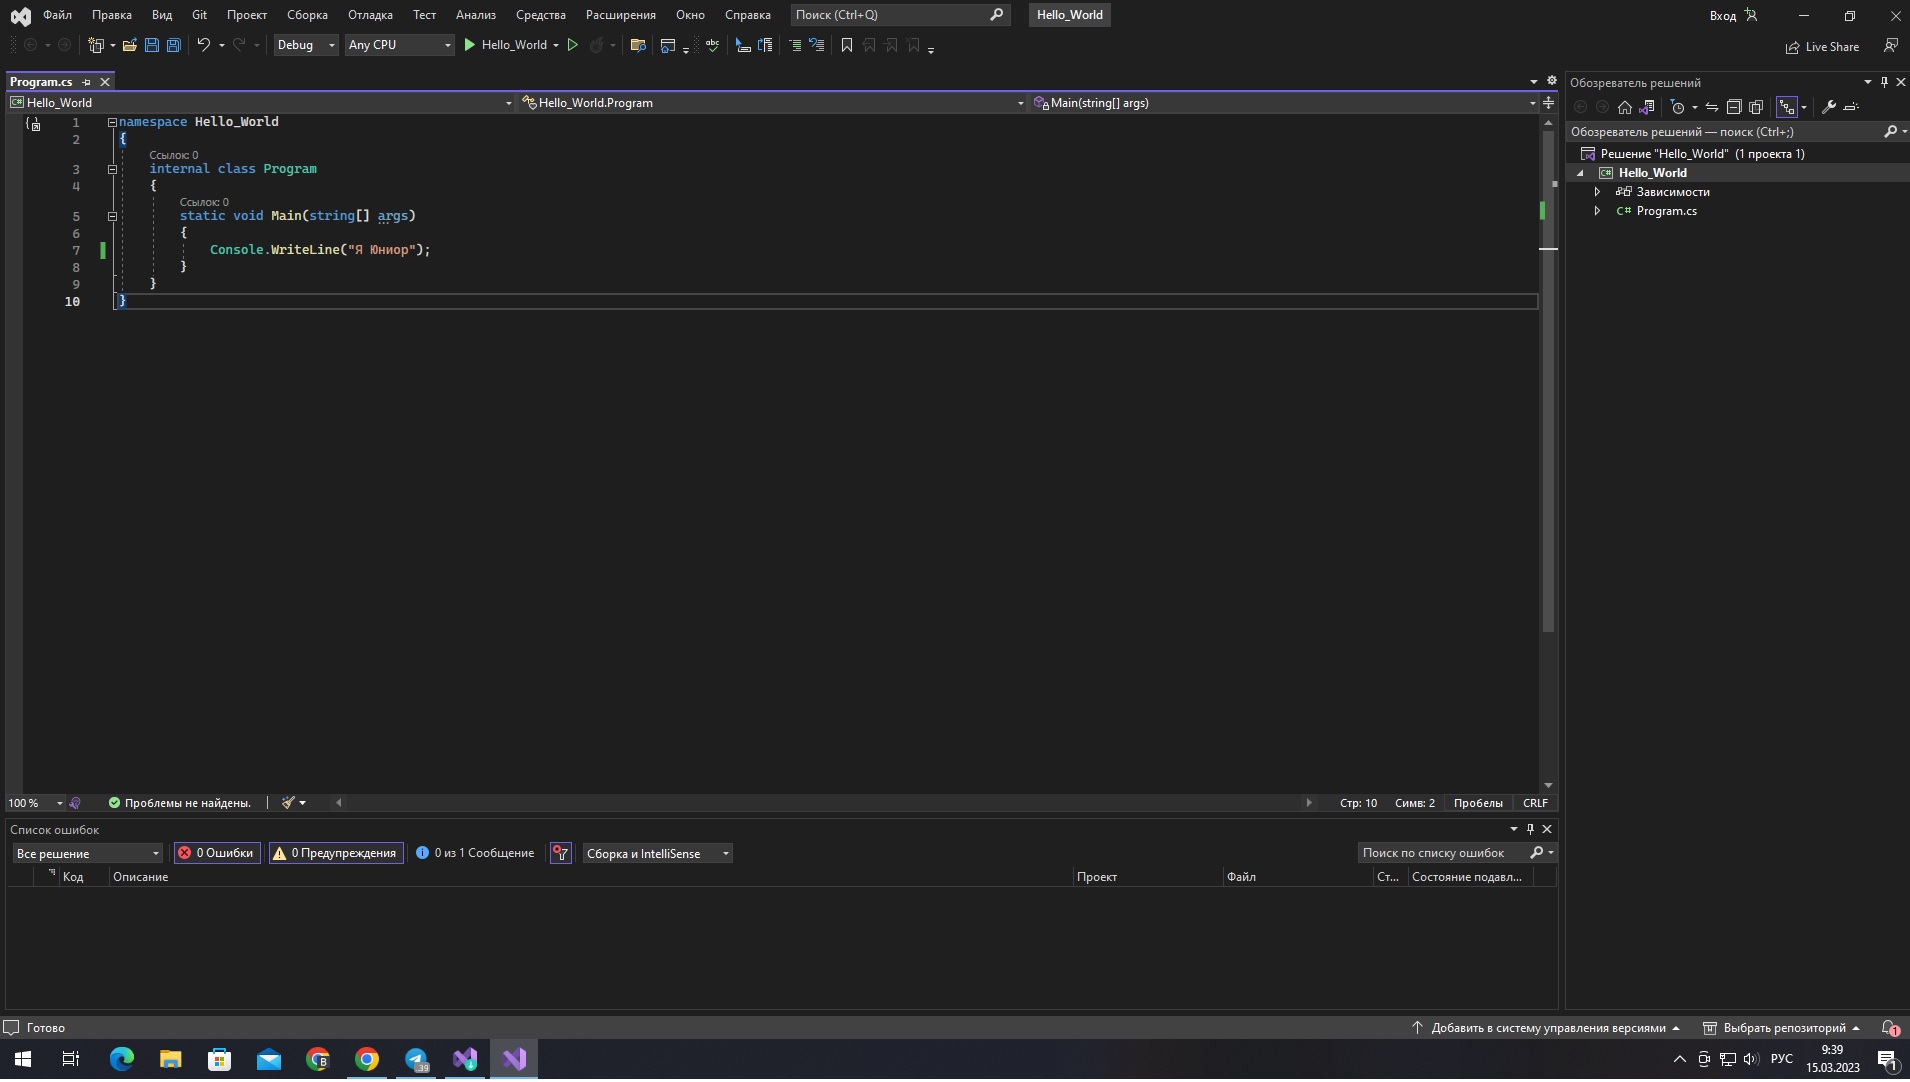 Файл Правка Вид Git Проект Сборка Отладка Тест Анализ Средства Расширения Окно Справка Поиск (Ctrl+Q) Hello_World Вход
Debug Any CPU Hello_World Live Share
Program.cs
Hello_World Hello_World.Program Main(string[] args)
1 namespace Hello_World
2 {
Ссылок: 0
3 internal class Program
4 {
Ссылок: 0
5 static void Main(string[] args)
6 {
7 Console.WriteLine("Я Юниор");
8 }
9 }
10 }
100 % Проблемы не найдены. Стр: 10 Симв: 2 Пробелы CRLF
Обозреватель решений
Обозреватель решений — поиск (Ctrl+;)
Решение "Hello_World" (1 проекта 1)
C# Hello_World
Зависимости
C# Program.cs
Список ошибок
Все решение 0 Ошибки 0 Предупреждения 0 из 1 Сообщение Сборка и IntelliSense Поиск по списку ошибок
Код Описание Проект Файл Ст... Состояние подавл...
Готово Добавить в систему управления версиями Выбрать репозиторий 1
B 39 РУС 9:39 1
15.03.2023